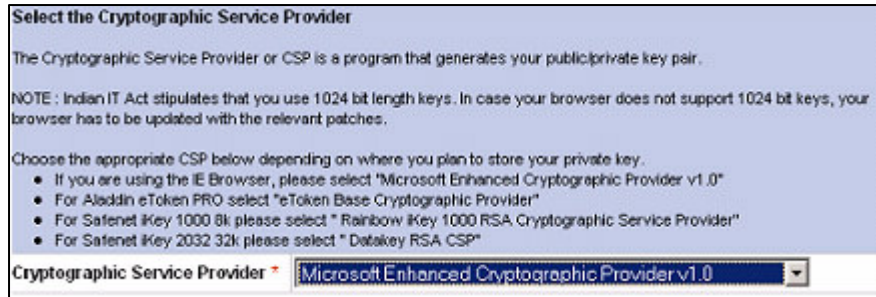 Select the Cryptographic Service Provider
The Cryptographic Service Provider or CSP is a program that generates your public/private key pair.
NOTE : Indian IT Act stipulates that you use 1024 bit length keys. In case your browser does not support 1024 bit keys, your
browser has to be updated with the relevant patches.
Choose the appropriate CSP below depending on where you plan to store your private key.
● If you are using the IE Browser, please select "Microsoft Enhanced Cryptographic Provider v1.0"
● For Aladdin eToken PRO select "eToken Base Cryptographic Provider"
● For Safenet iKey 1000 8k please select " Rainbow iKey 1000 RSA Cryptographic Service Provider"
● For Safenet iKey 2032 32k please select " Datakey RSA CSP"
Cryptographic Service Provider * Microsoft Enhanced Cryptographic Provider v1.0